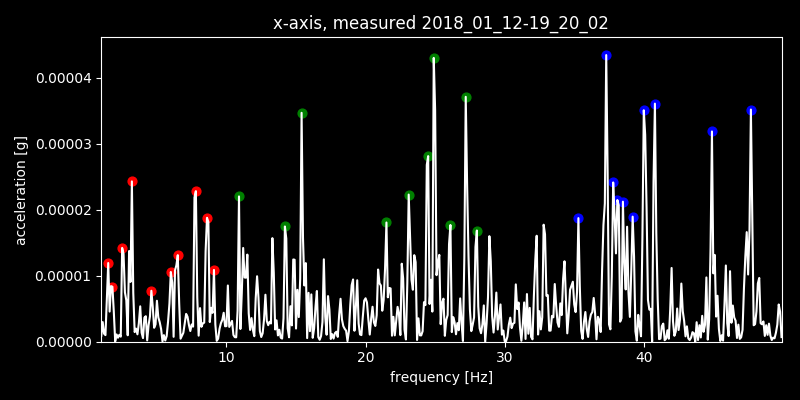 x-axis, measured 2018_01_12-19_20_02
0.00004
0.00003
0.00002
0.00001
0.00000
acceleration [g]
10 20 30 40
frequency [Hz]